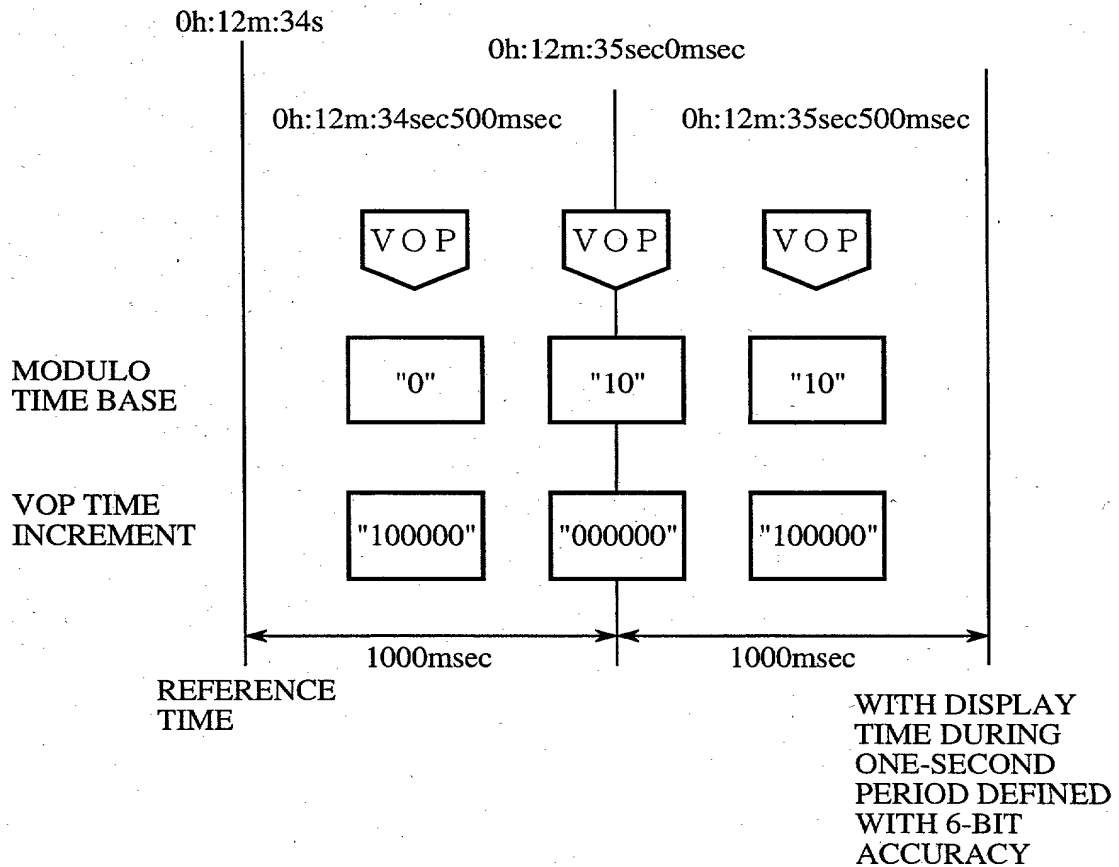 0h:12m:34s
0h:12m:35sec0msec
0h:12m:34sec500msec
0h:12m:35sec500msec
VOP
VOP
VOP
MODULO
TIME BASE
"0"
"10"
"10"
VOP TIME
INCREMENT
"100000"
"000000"
"100000"
1000msec
1000msec
REFERENCE
TIME
WITH DISPLAY
TIME DURING
ONE-SECOND
PERIOD DEFINED
WITH 6-BIT
ACCURACY